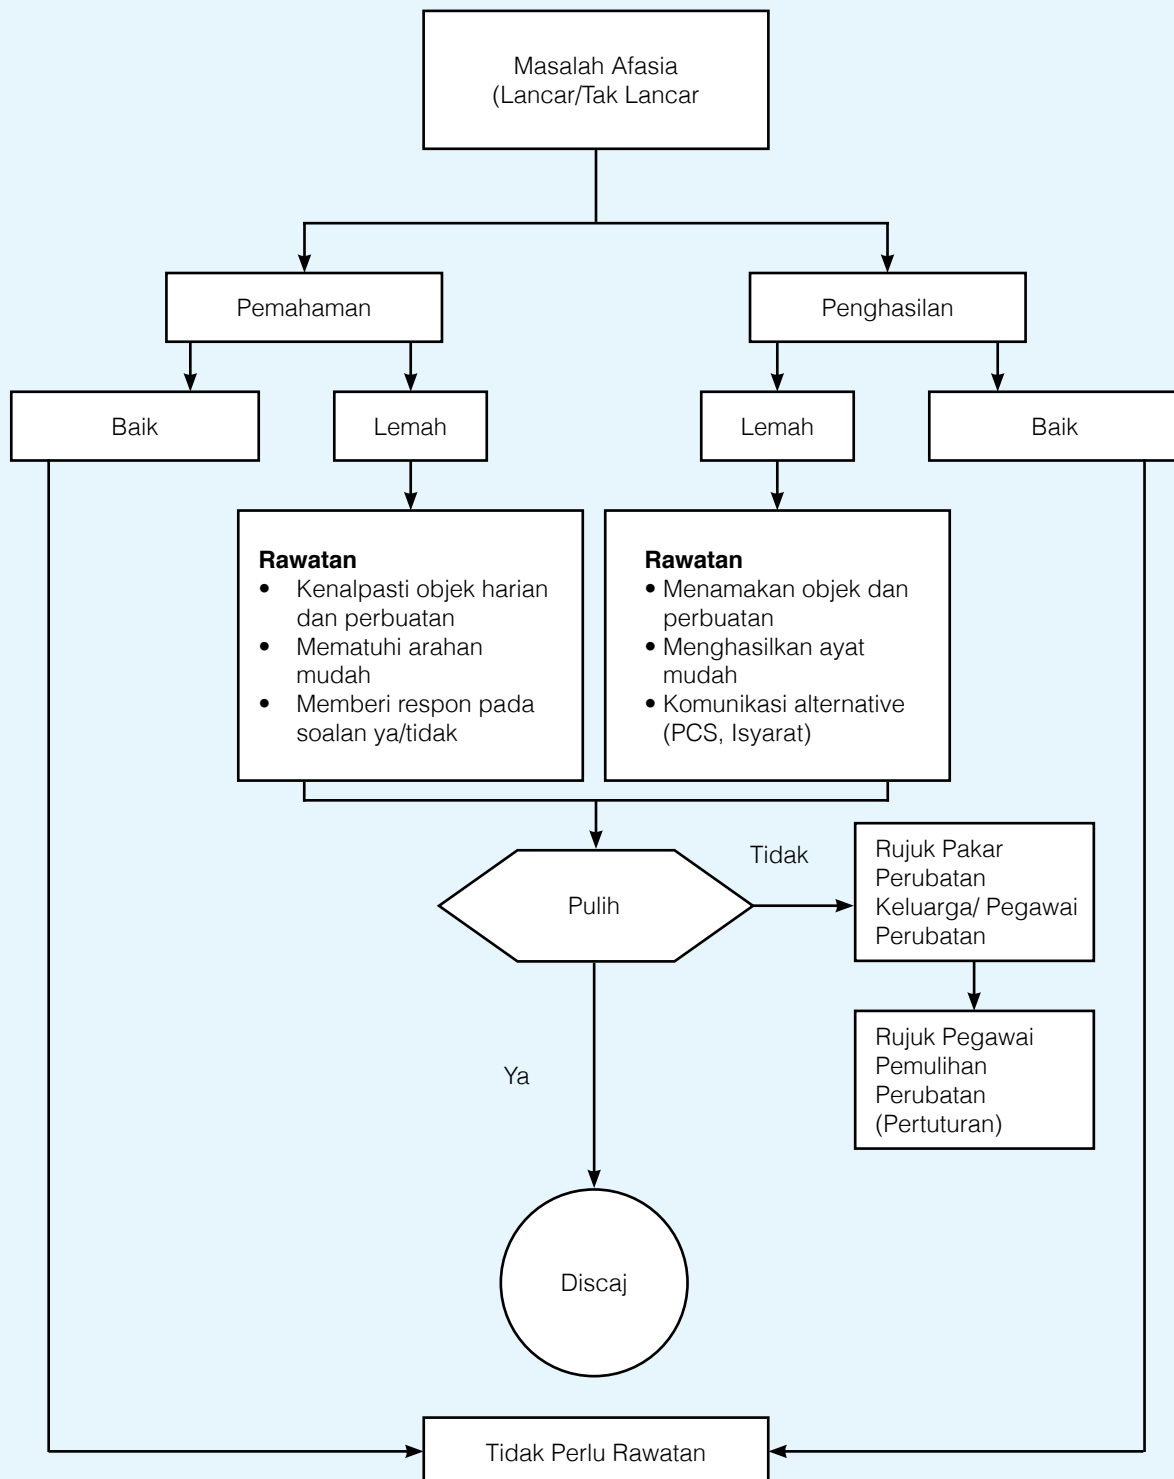 Masalah Afasia
(Lancar/Tak Lancar
Pemahaman
Penghasilan
Baik
Lemah
Lemah
Baik
Rawatan
• Kenalpasti objek harian
dan perbuatan
• Mematuhi arahan
mudah
• Memberi respon pada
soalan ya/tidak
Rawatan
• Menamakan objek dan
perbuatan
• Menghasilkan ayat
mudah
• Komunikasi alternative
(PCS, Isyarat)
Pulih
Tidak
Rujuk Pakar
Perubatan
Keluarga/ Pegawai
Perubatan
Rujuk Pegawai
Pemulihan
Perubatan
(Pertuturan)
Ya
Discaj
Tidak Perlu Rawatan